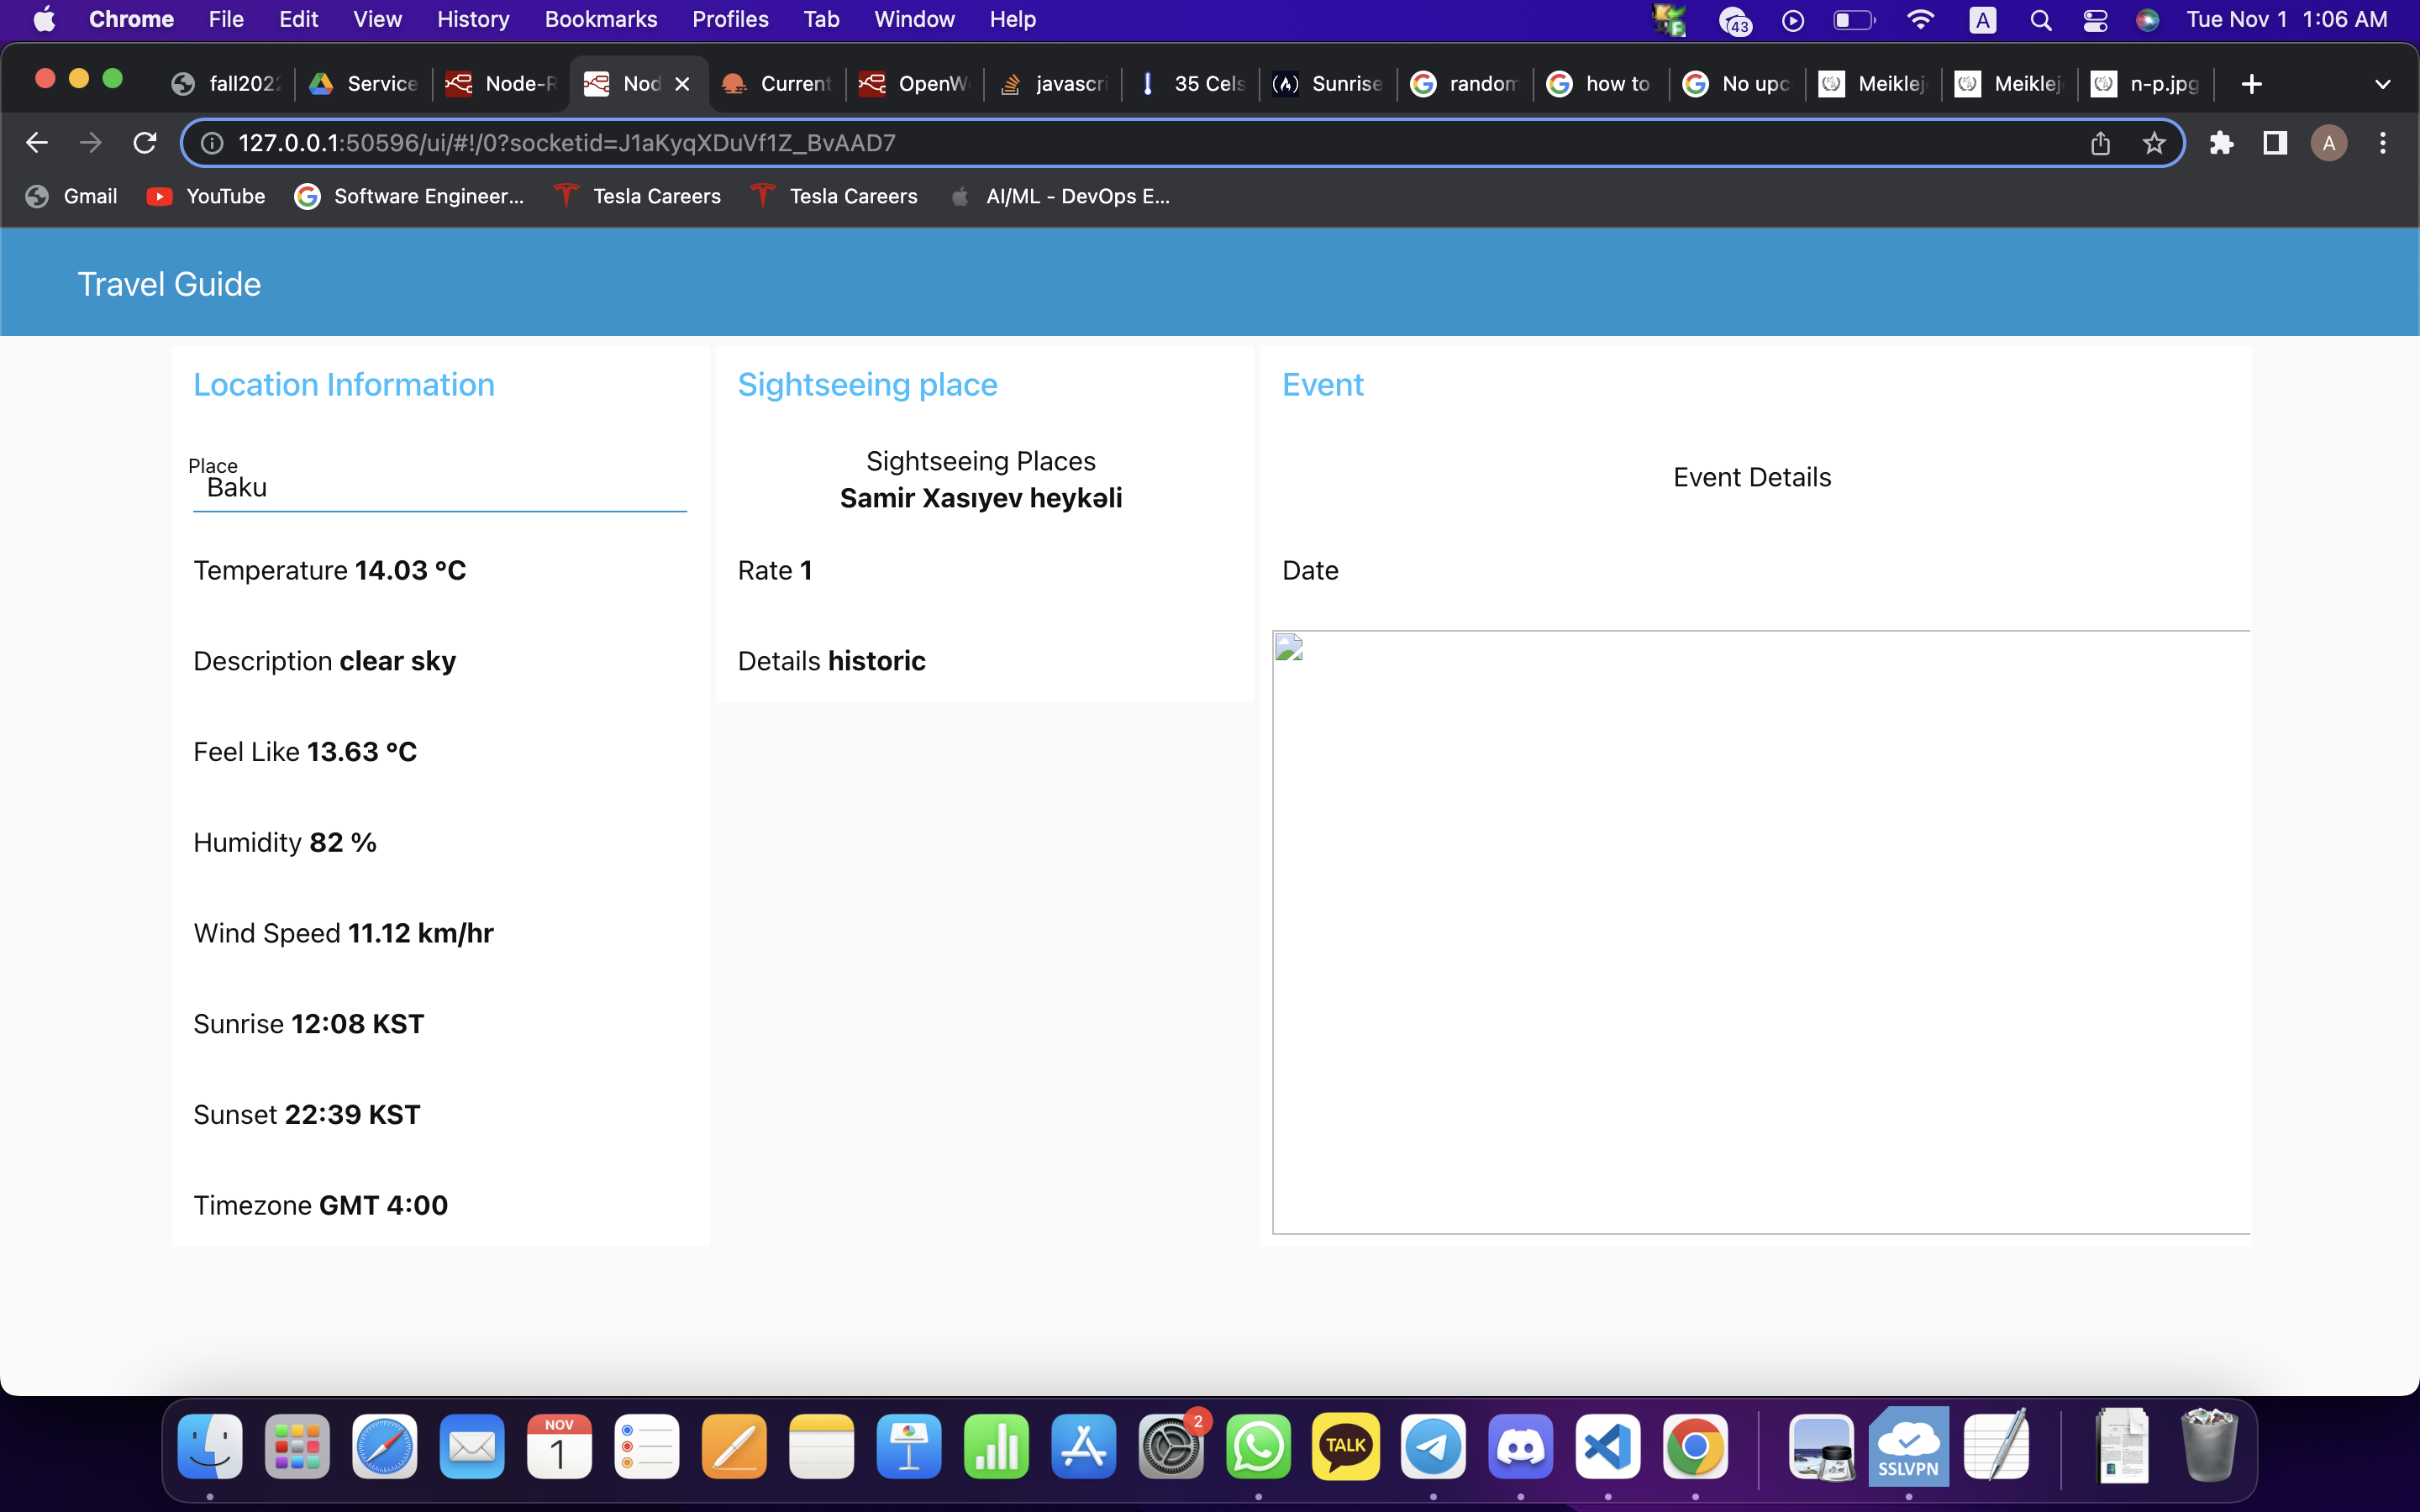 Chrome File Edit View History Bookmarks Profiles Tab Window Help 43 A Tue Nov 1 1:06 AM
fall202 Service Node-R Nod Current OpenW javascri 35 Cels Sunrise random how to No upc Meiklej Meiklej n-p.jpg
127.0.0.1:50596/ui/#!/0?socketid=J1aKyqXDuVf1Z_BvAAD7 A
Gmail YouTube Software Engineer... Tesla Careers Tesla Careers AI/ML - DevOps E...
Travel Guide
Location Information
Place
Baku
Temperature 14.03 °C
Description clear sky
Feel Like 13.63 °C
Humidity 82 %
Wind Speed 11.12 km/hr
Sunrise 12:08 KST
Sunset 22:39 KST
Timezone GMT 4:00
Sightseeing place
Sightseeing Places
Samir Xasıyev heykəli
Rate 1
Details historic
Event
Event Details
Date
NOV
1
2
TALK
SSLVPN